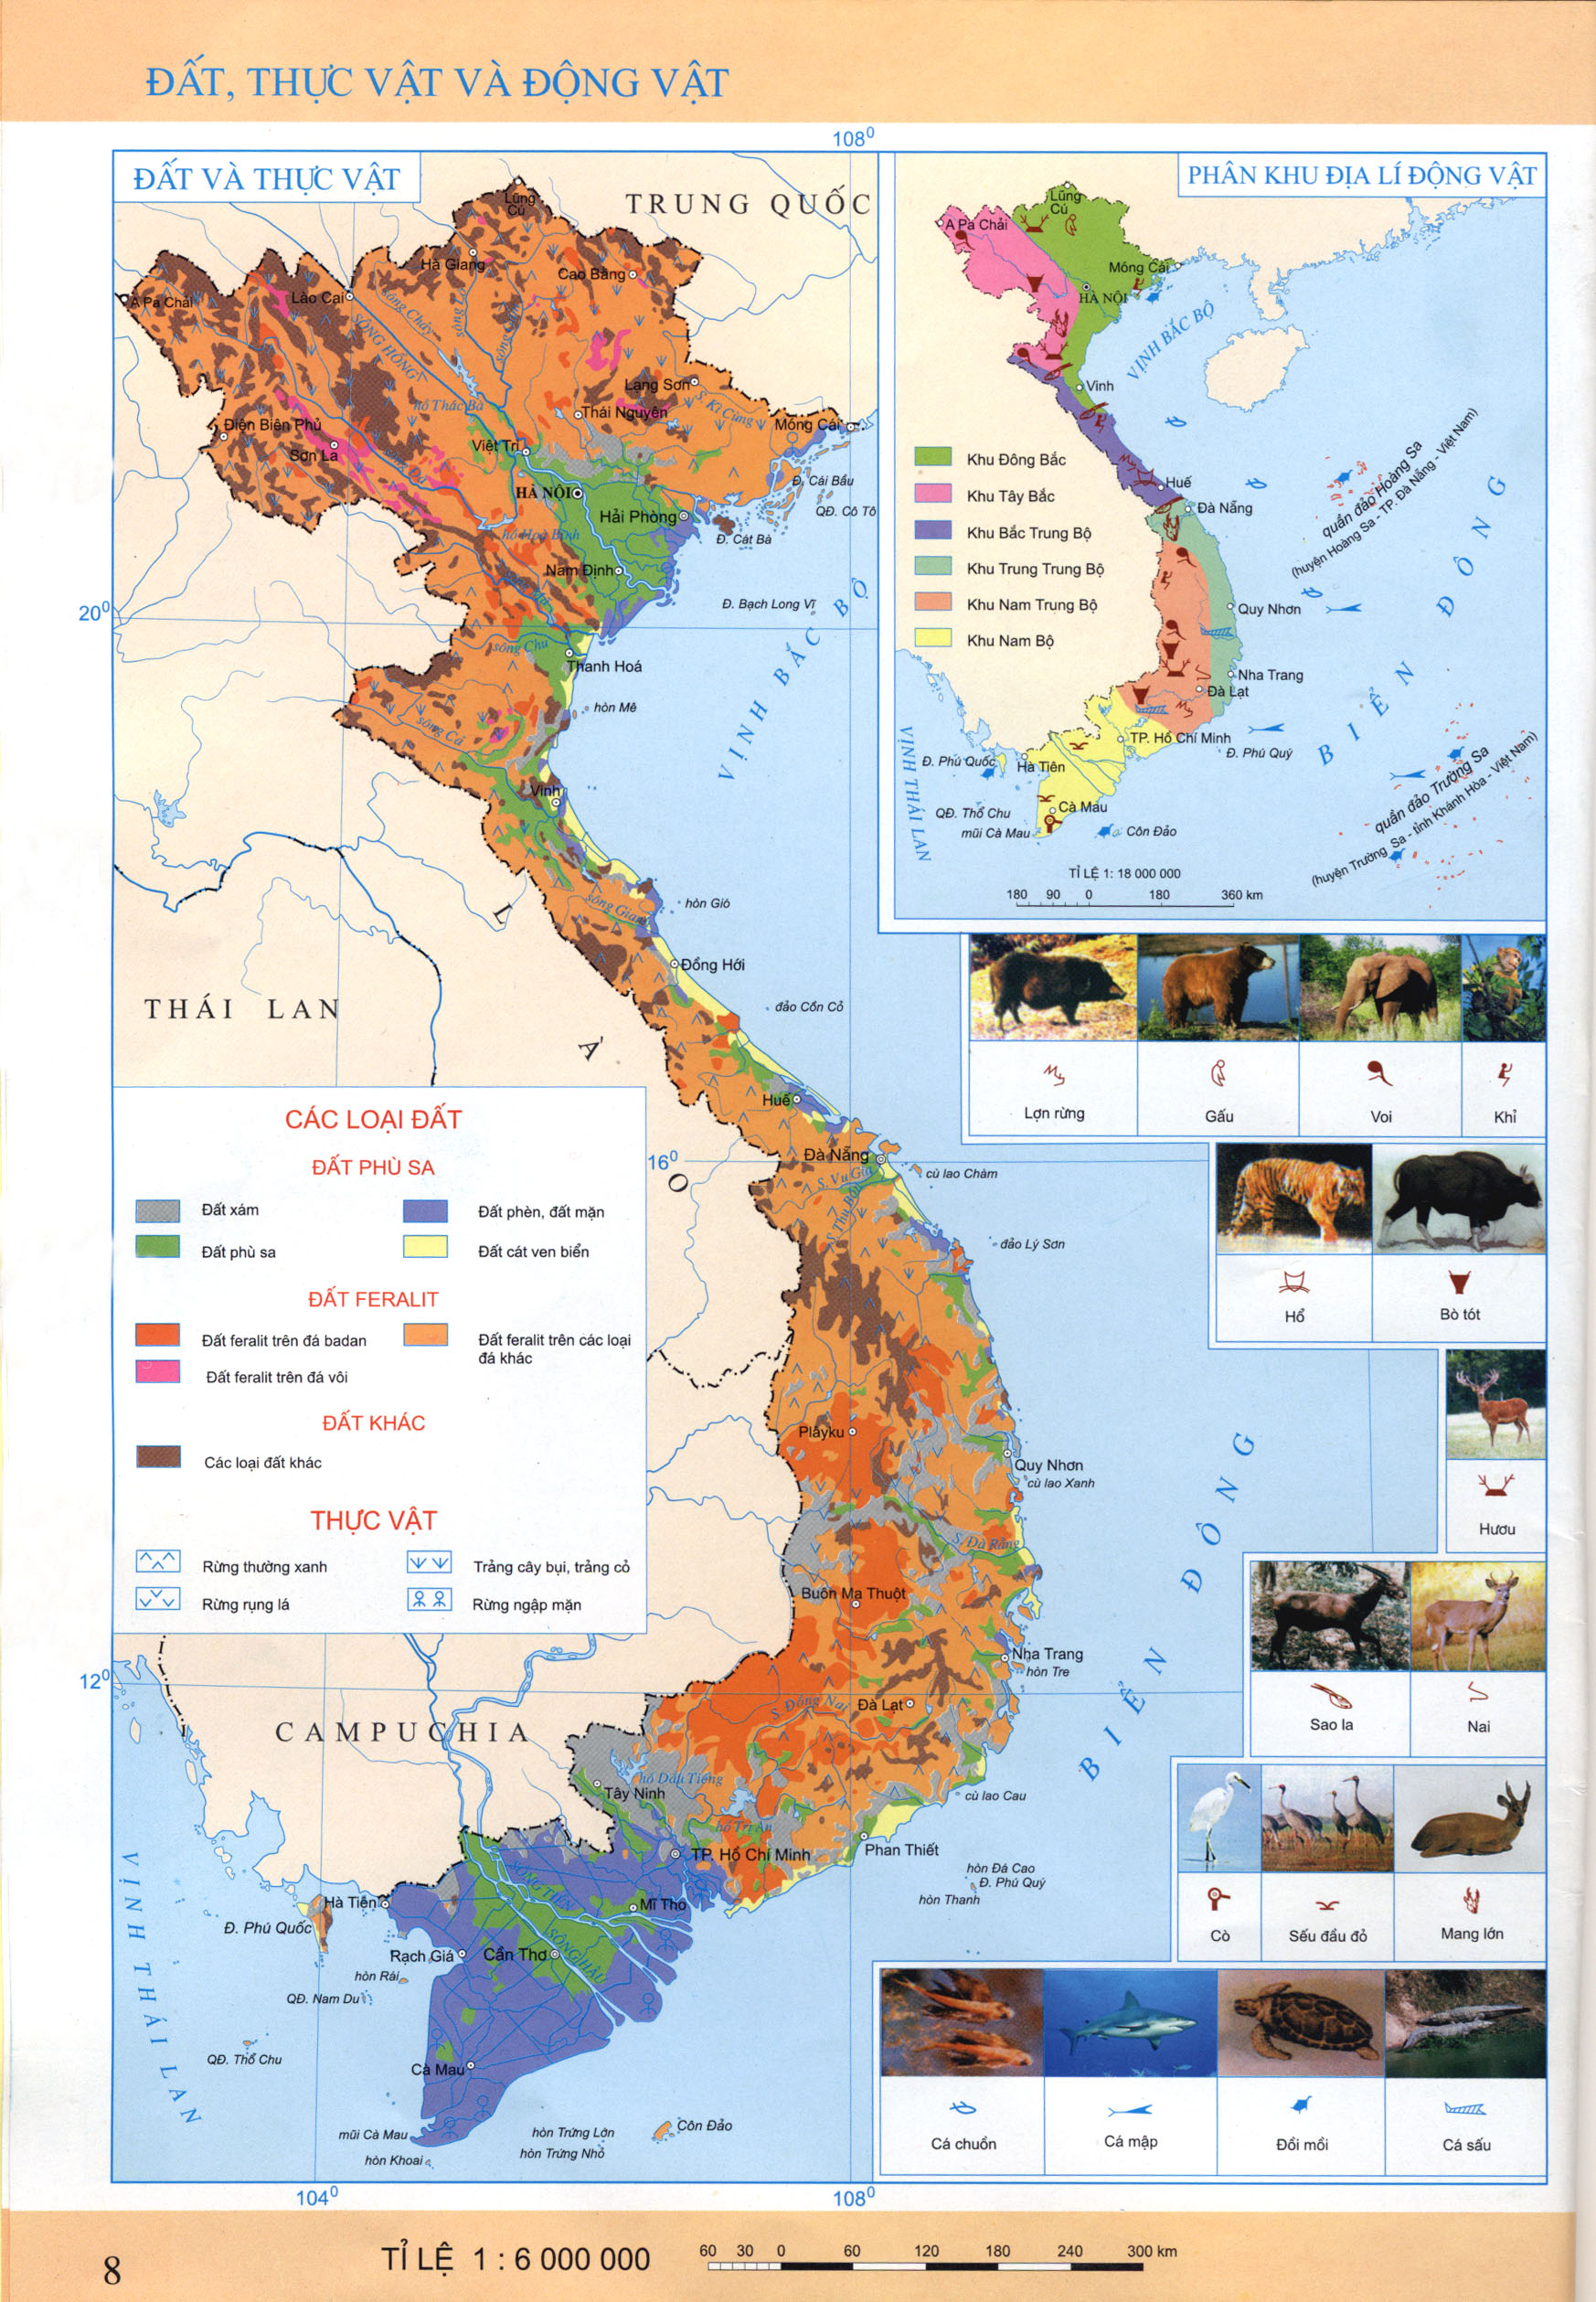 ĐẤT, THỰC VẬT VÀ ĐỘNG VẬT
108⁰
ĐẤT VÀ THỰC VẬT
TRUNG QUỐC
Lũng Cú
Hà Giang
Cao Bằng
A Pa Chải
Lào Cai
sông Chảy
SÔNG HỒNG
hồ Thác Bà
Lạng Sơn
S. Kì Cùng
Thái Nguyên
Móng Cái
Điện Biên Phủ
Sơn La
sông Đà
Việt Trì
HÀ NỘI
Hải Phòng
Đ. Cái Bầu
QĐ. Cô Tô
Đ. Cát Bà
hồ Hoà Bình
Nam Định
20⁰
Đ. Bạch Long Vĩ
VỊNH BẮC BỘ
sông Chu
Thanh Hoá
hòn Mê
sông Cả
Vinh
sông Gianh
hòn Gió
Đồng Hới
đảo Cồn Cỏ
THÁI LAN
LÀO
Huế
16⁰
Đà Nẵng
S. Vu Gia
S. Thu Bồn
cù lao Chàm
đảo Lý Sơn
Plâyku
Quy Nhơn
cù lao Xanh
S. Đà Rằng
Buôn Ma Thuột
Nha Trang
hòn Tre
12⁰
S. Đồng Nai
Đà Lạt
CAMPUCHIA
hồ Dầu Tiếng
Tây Ninh
hồ Trị An
cù lao Cau
TP. Hồ Chí Minh
Phan Thiết
hòn Đá Cao
Đ. Phú Quý
hòn Thanh
SÔNG TIỀN
Hà Tiên
Mĩ Tho
Đ. Phú Quốc
Rạch Giá
Cần Thơ
SÔNG HẬU
hòn Rái
QĐ. Nam Du
QĐ. Thổ Chu
Cà Mau
mũi Cà Mau
hòn Khoai
hòn Trứng Lớn
hòn Trứng Nhỏ
Côn Đảo
VỊNH THÁI LAN
BIỂN ĐÔNG
CÁC LOẠI ĐẤT
ĐẤT PHÙ SA
Đất xám
Đất phèn, đất mặn
Đất phù sa
Đất cát ven biển
ĐẤT FERALIT
Đất feralit trên đá badan
Đất feralit trên các loại
đá khác
Đất feralit trên đá vôi
ĐẤT KHÁC
Các loại đất khác
THỰC VẬT
Rừng thường xanh
Trảng cây bụi, trảng cỏ
Rừng rụng lá
Rừng ngập mặn
PHÂN KHU ĐỊA LÍ ĐỘNG VẬT
Lũng
Cú
A Pa Chải
Móng Cái
HÀ NỘI
VỊNH BẮC BỘ
Vinh
Khu Đông Bắc
Khu Tây Bắc
Khu Bắc Trung Bộ
Khu Trung Trung Bộ
Khu Nam Trung Bộ
Khu Nam Bộ
Huế
Đà Nẵng
quần đảo Hoàng Sa
(huyện Hoàng Sa - TP. Đà Nẵng - Việt Nam)
Quy Nhơn
Nha Trang
Đà Lạt
BIỂN ĐÔNG
TP. Hồ Chí Minh
Đ. Phú Quý
Đ. Phú Quốc
Hà Tiên
VỊNH THÁI LAN
QĐ. Thổ Chu
Cà Mau
mũi Cà Mau
Côn Đảo
quần đảo Trường Sa
(huyện Trường Sa - tỉnh Khánh Hòa - Việt Nam)
TỈ LỆ 1: 18 000 000
180 90 0 180 360 km
Lợn rừng
Gấu
Voi
Khỉ
Hổ
Bò tót
Hươu
Sao la
Nai
Cò
Sếu đầu đỏ
Mang lớn
Cá chuồn
Cá mập
Đồi mồi
Cá sấu
104⁰
108⁰
8
TỈ LỆ 1 : 6 000 000
60 30 0 60 120 180 240 300 km